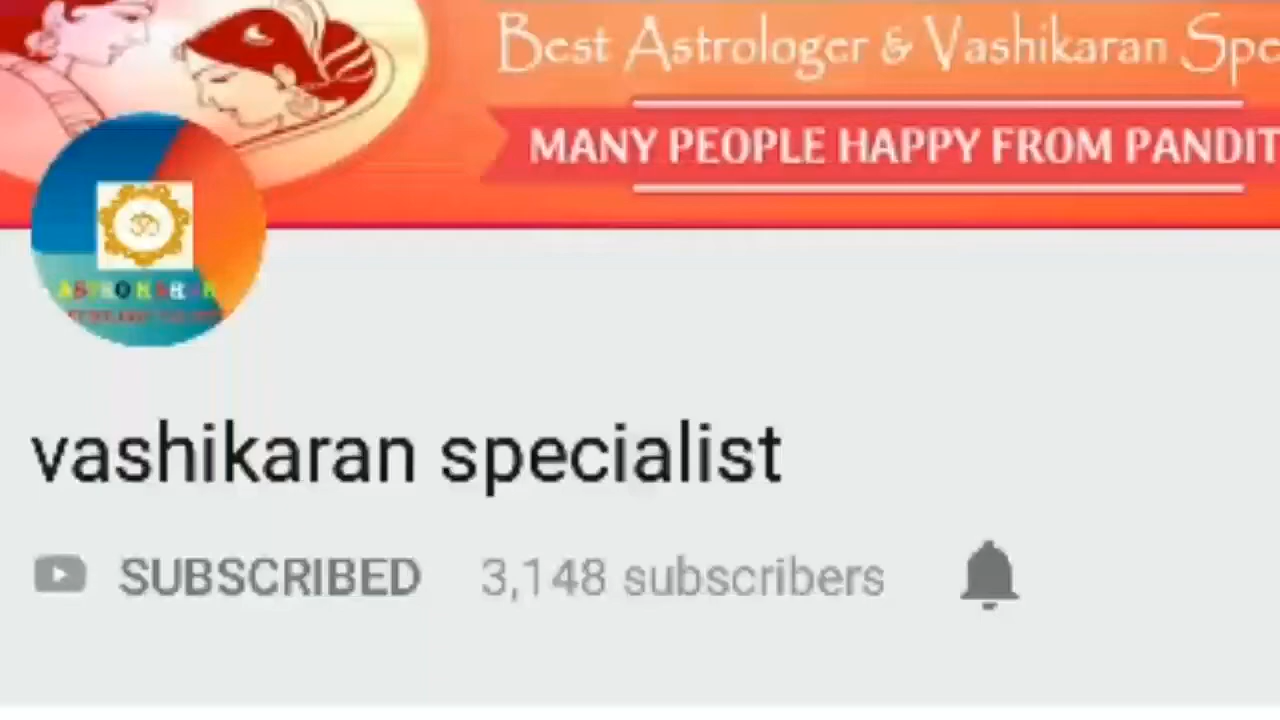 Best Astrologer & Vashikaran Spe
MANY PEOPLE HAPPY FROM PANDIT
vashikaran specialist
SUBSCRIBED 3,148 subscribers